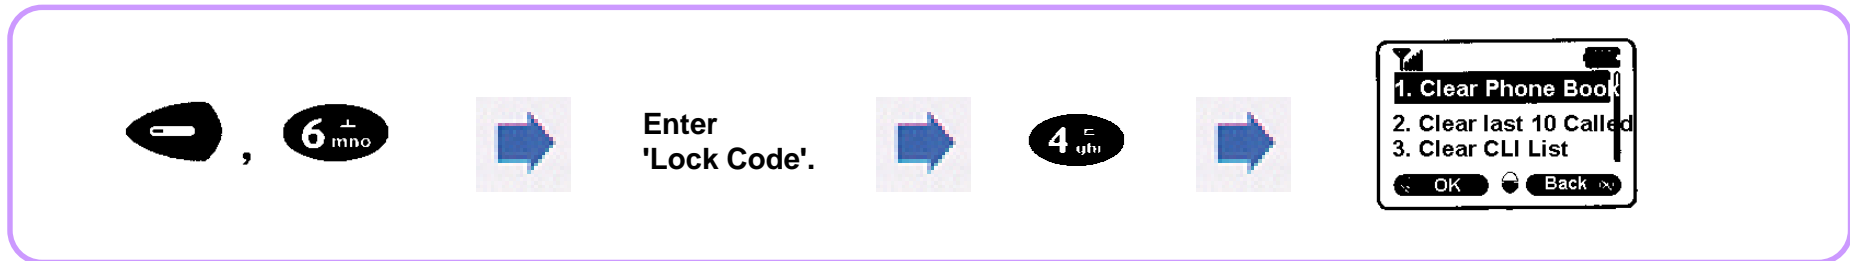 ,
6 mno
Enter
'Lock Code'.
4 ghi
1. Clear Phone Book
2. Clear last 10 Called
3. Clear CLI List
OK Back